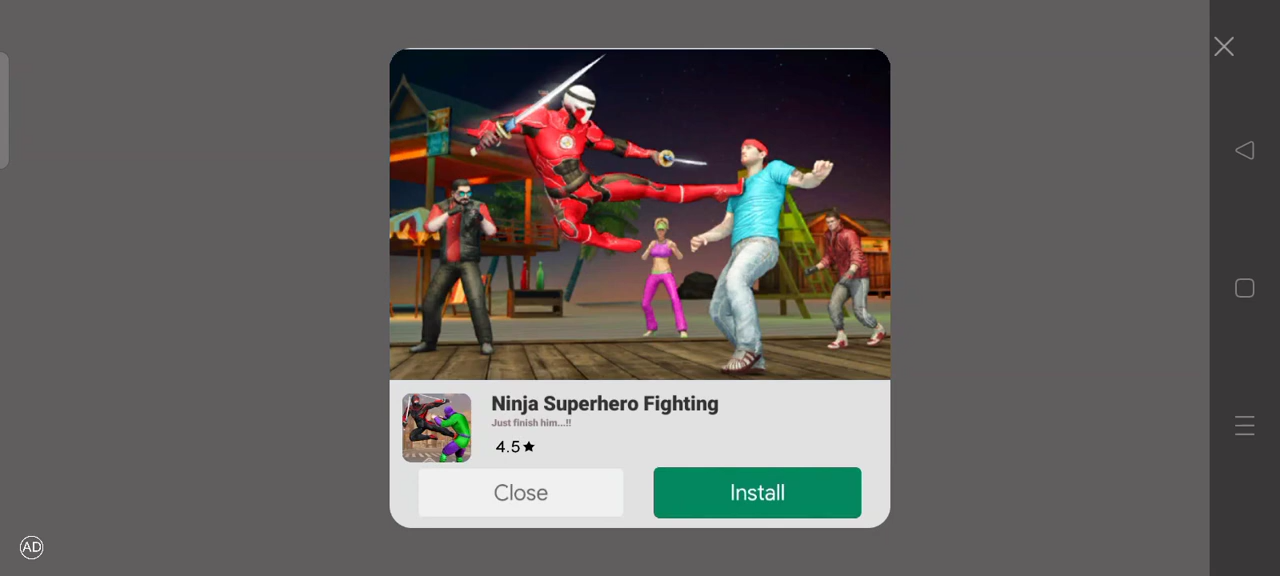 Ninja Superhero Fighting
Just finish him...!!
4.5★
Close
Install
AD